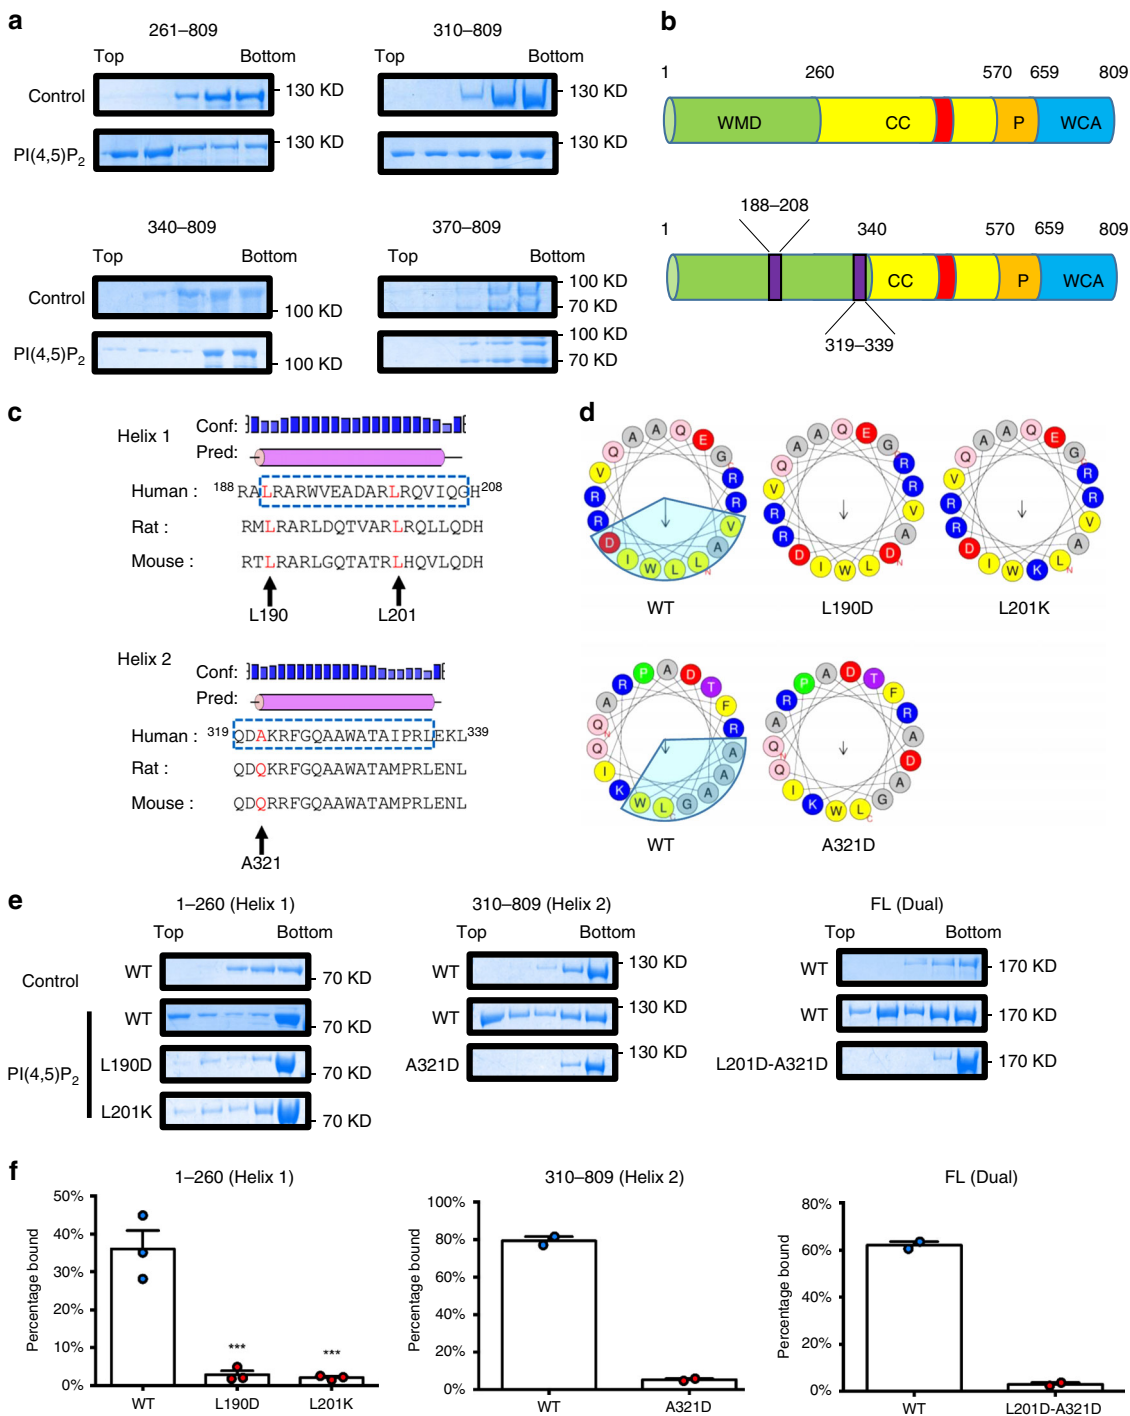 a
261–809
Top Bottom
Control
130 KD
PI(4,5)P2
130 KD
310–809
Top Bottom
130 KD
130 KD
340–809
Top Bottom
Control
100 KD
PI(4,5)P2
100 KD
370–809
Top Bottom
100 KD
70 KD
100 KD
70 KD
b
1 260 570 659 809
WMD CC P WCA
188–208
1 340 570 659 809
CC P WCA
319–339
c
Helix 1
Conf:
Pred:
Human : 188 RALRARWVEADARLRQVIQGH 208
Rat : RMLRARLDQTVARLRQLLQDH
Mouse : RTLRARLGQTATRLHQVLQDH
L190 L201
Helix 2
Conf:
Pred:
Human : 319 QDAKRFGQAAWATAIPRLEKL 339
Rat : QDQKRFGQAAWATAMPRLENL
Mouse : QDQRRFGQAAWATAMPRLENL
A321
d
Q A A Q E G R R V A L L W I D R R V
WT
Q A A Q E G R R V A D L W I D R R V
L190D
Q A A Q E G R R V A L K W I D R R V
L201K
A R P A D T F R A A A G L W K I Q Q
WT
A R P A D T F R A D A G L W K I Q Q
A321D
e
1–260 (Helix 1)
Top Bottom
Control
WT
70 KD
PI(4,5)P2
WT
70 KD
L190D
70 KD
L201K
70 KD
310–809 (Helix 2)
Top Bottom
WT
130 KD
WT
130 KD
A321D
130 KD
FL (Dual)
Top Bottom
WT
170 KD
WT
170 KD
L201D-A321D
170 KD
f
1–260 (Helix 1)
Percentage bound
50%
40%
30%
20%
10%
0%
*** ***
WT L190D L201K
310–809 (Helix 2)
Percentage bound
100%
80%
60%
40%
20%
0%
WT A321D
FL (Dual)
Percentage bound
80%
60%
40%
20%
0%
WT L201D-A321D